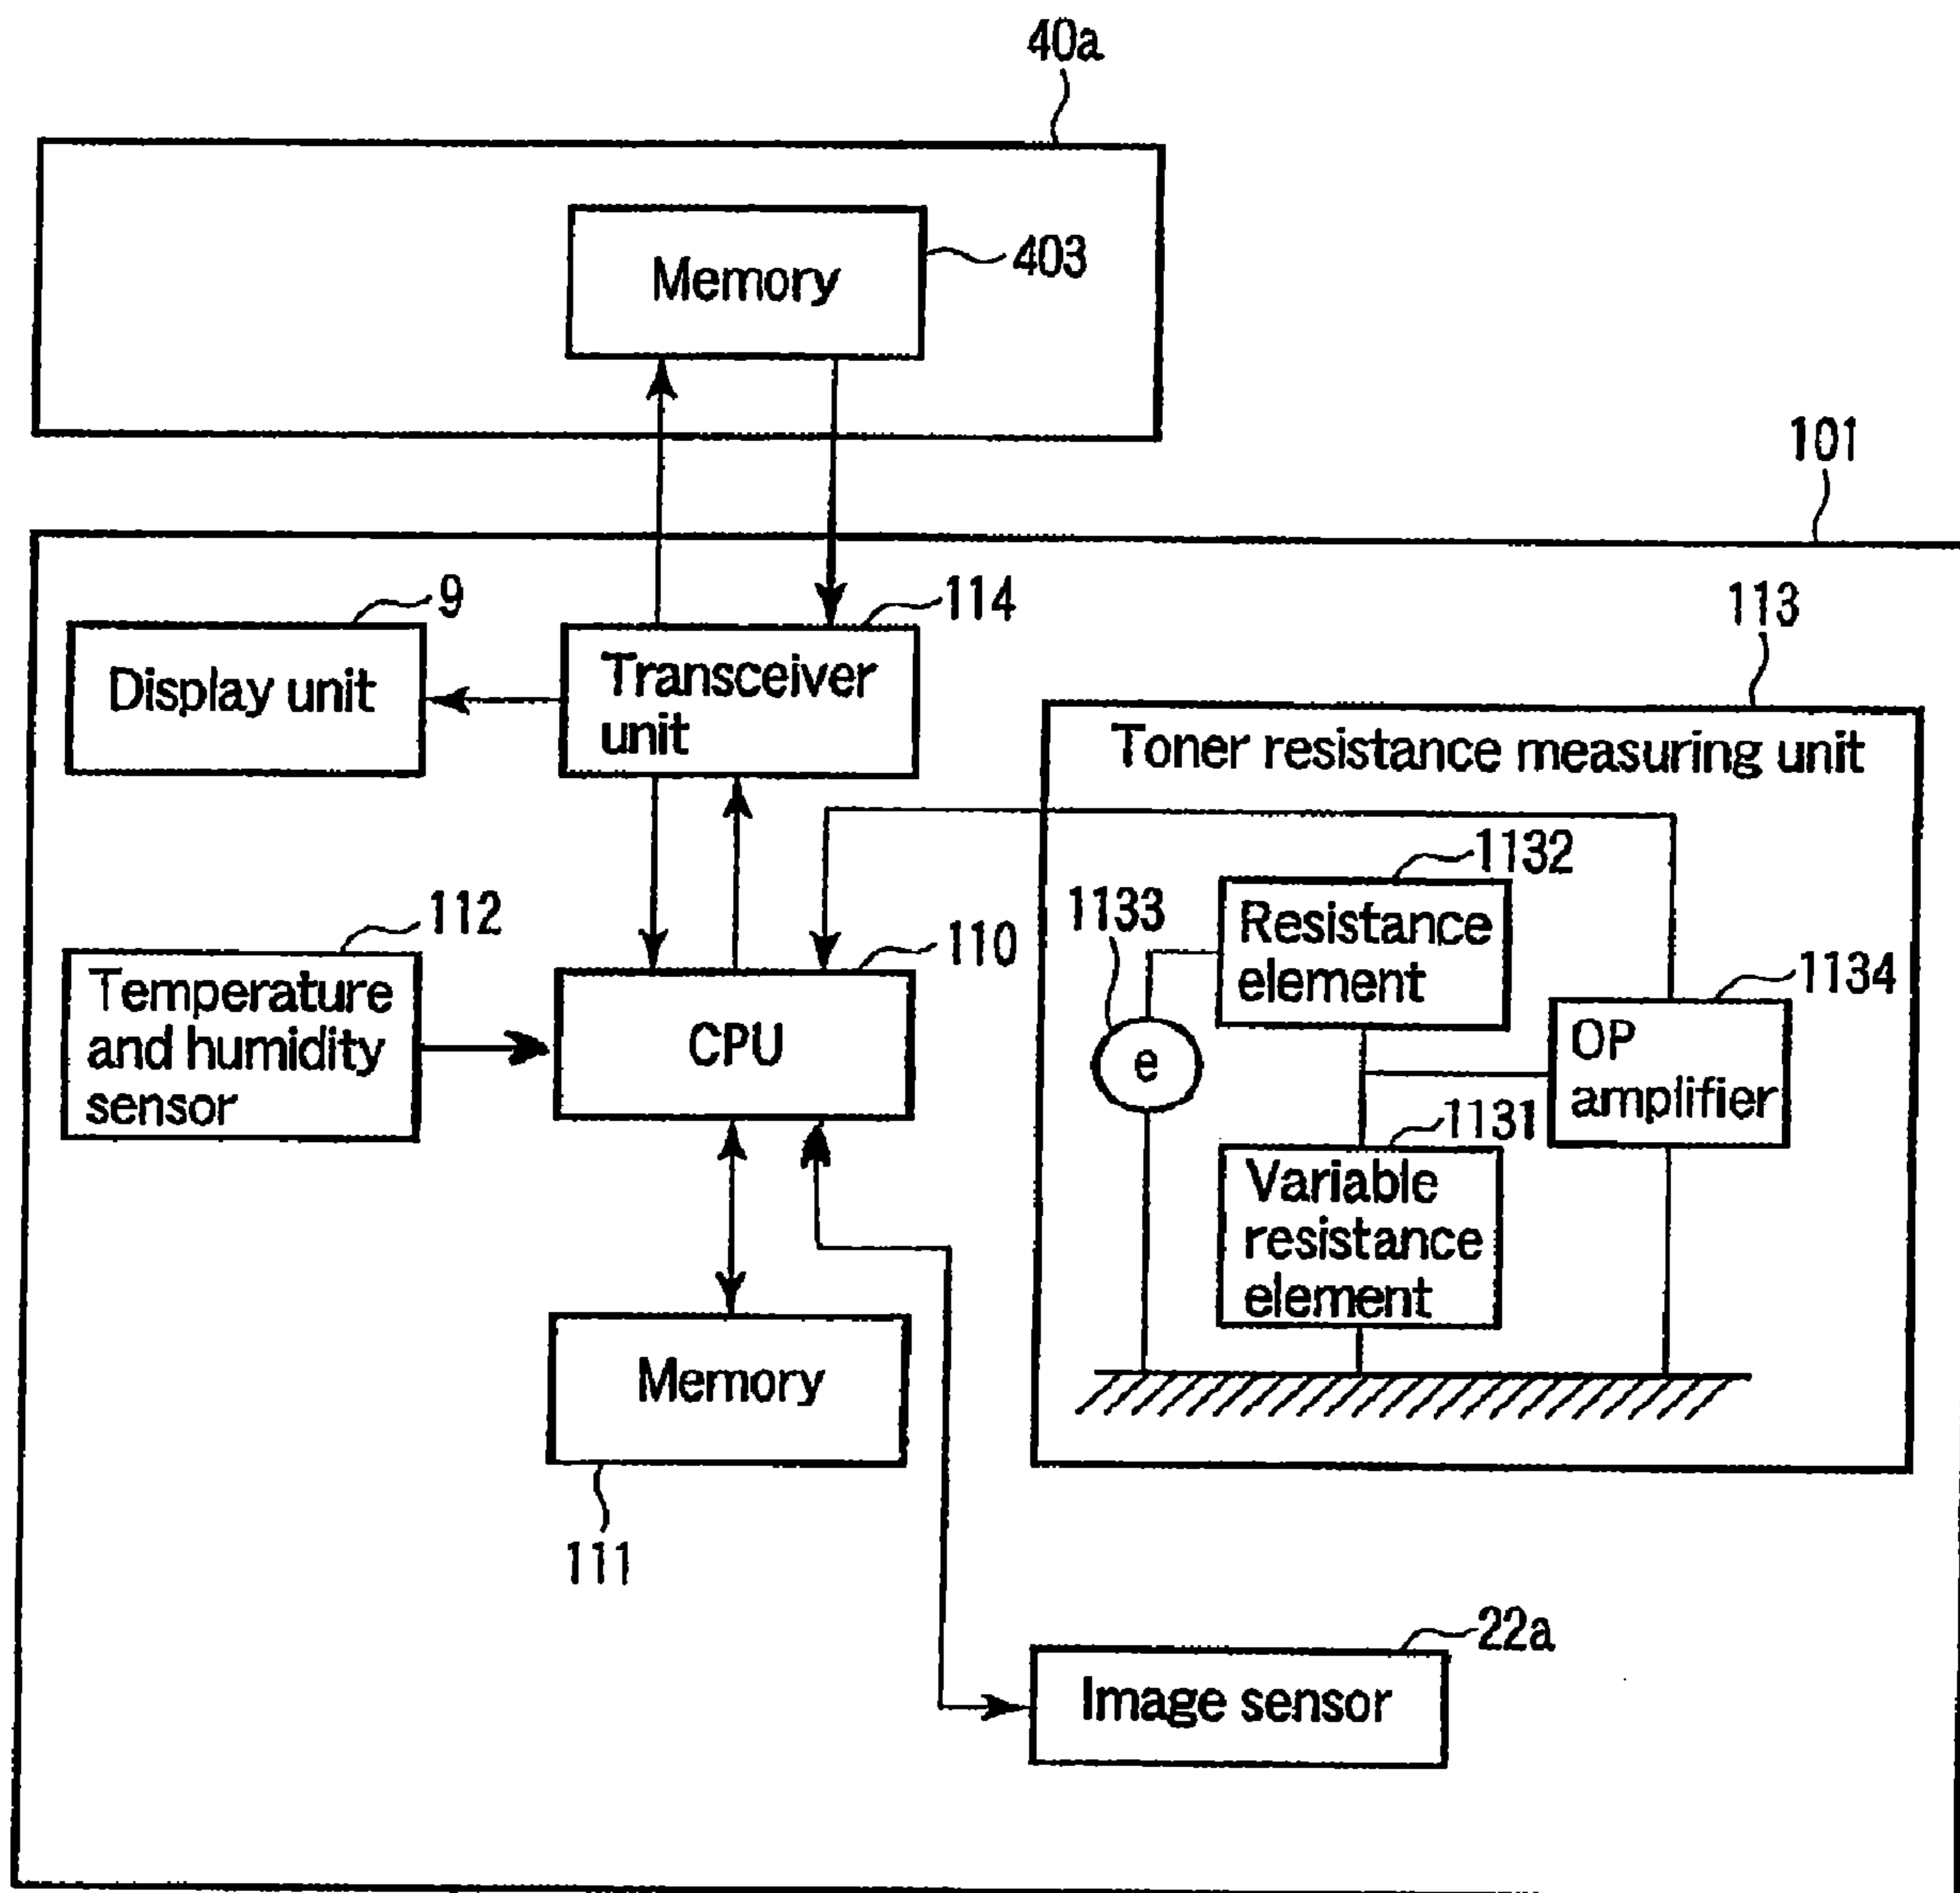 40a
Memory
403
101
9
114
113
Display unit
Transceiver
unit
Toner resistance measuring unit
1132
1133
Resistance
element
112
110
1134
Temperature
and humidity
sensor
CPU
e
OP
amplifier
1131
Variable
resistance
element
Memory
111
22a
Image sensor